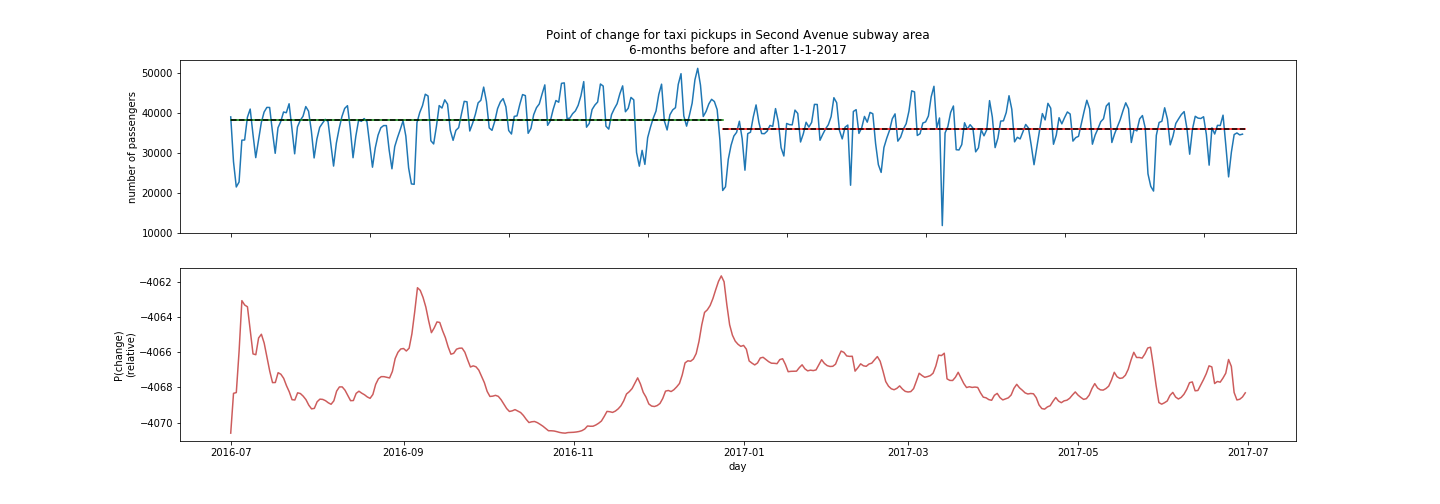 Point of change for taxi pickups in Second Avenue subway area
6-months before and after 1-1-2017
50000
40000
30000
20000
10000
number of passengers
−4062
−4064
−4066
−4068
−4070
P(change)
(relative)
2016-07
2016-09
2016-11
2017-01
2017-03
2017-05
2017-07
day